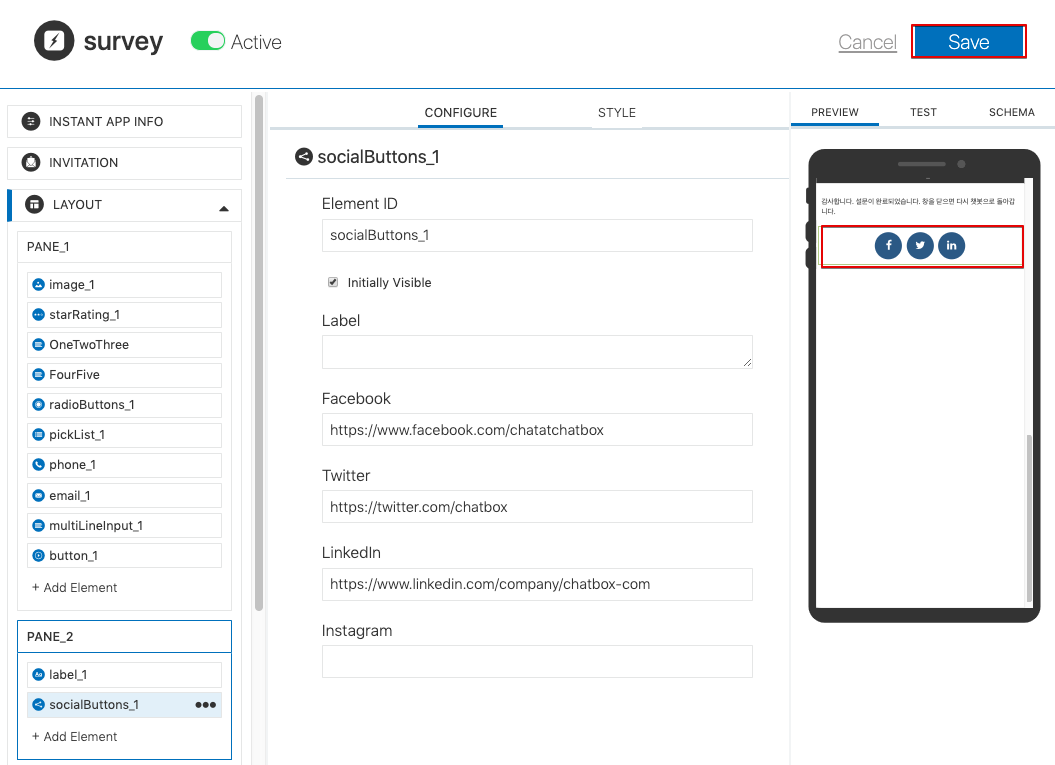 survey
Active
Cancel
Save
INSTANT APP INFO
INVITATION
LAYOUT
PANE_1
image_1
starRating_1
OneTwoThree
FourFive
radioButtons_1
pickList_1
phone_1
email_1
multiLineInput_1
button_1
+ Add Element
PANE_2
label_1
socialButtons_1
+ Add Element
CONFIGURE
STYLE
socialButtons_1
Element ID
socialButtons_1
Initially Visible
Label
Facebook
https://www.facebook.com/chatatchatbox
Twitter
https://twitter.com/chatbox
LinkedIn
https://www.linkedin.com/company/chatbox-com
Instagram
PREVIEW
TEST
SCHEMA
감사합니다. 설문이 완료되었습니다. 창을 닫으면 다시 챗봇으로 돌아갑
니다.